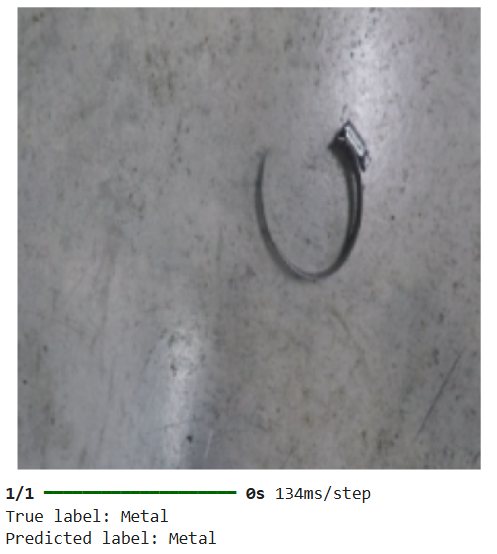 1/1 ━━━━━━━━━━━━━━━━━━━━ 0s 134ms/step
True label: Metal
Predicted label: Metal